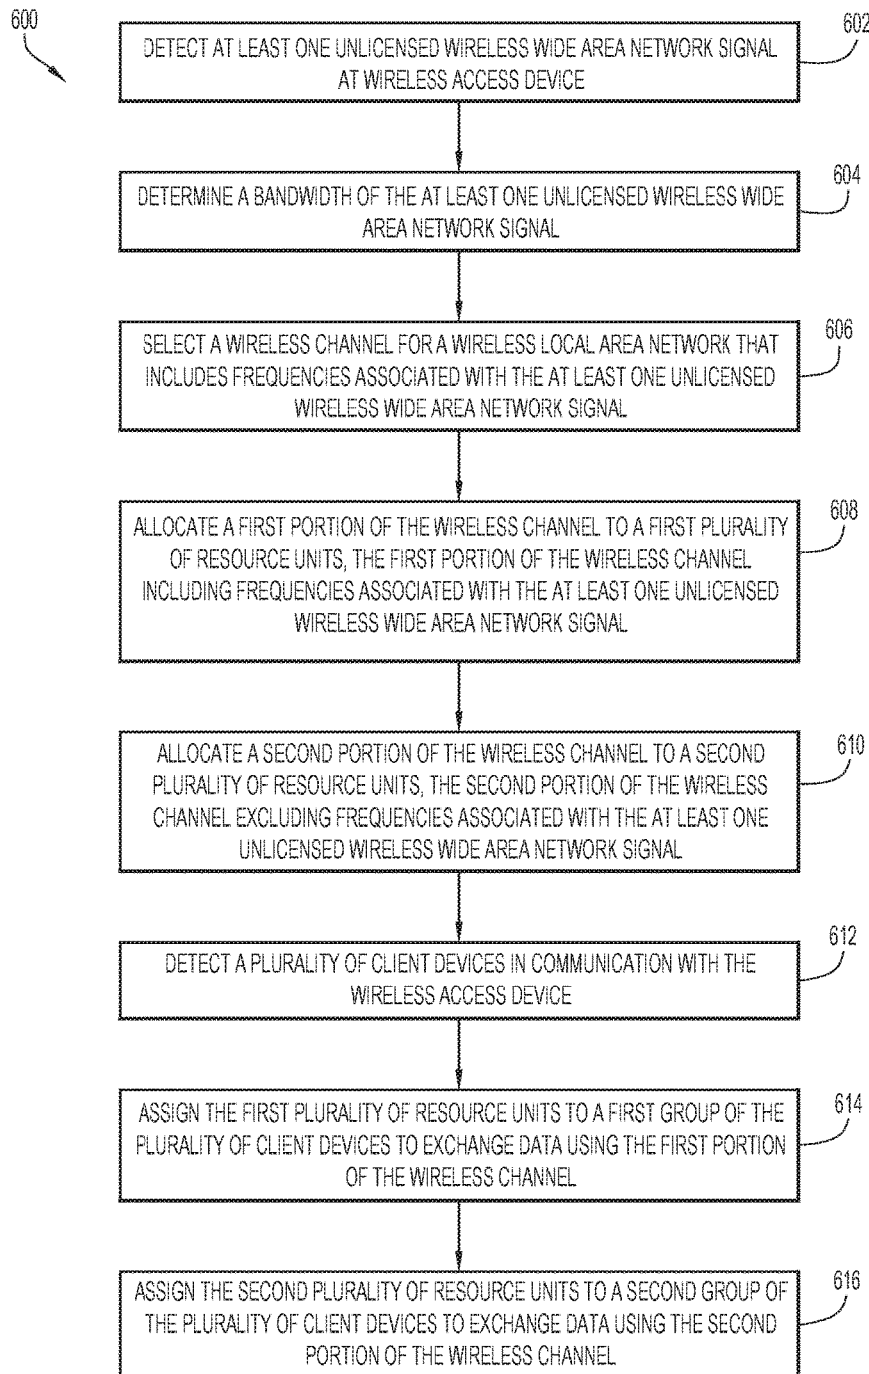 600
DETECT AT LEAST ONE UNLICENSED WIRELESS WIDE AREA NETWORK SIGNAL
AT WIRELESS ACCESS DEVICE
602
DETERMINE A BANDWIDTH OF THE AT LEAST ONE UNLICENSED WIRELESS WIDE
AREA NETWORK SIGNAL
604
SELECT A WIRELESS CHANNEL FOR A WIRELESS LOCAL AREA NETWORK THAT
INCLUDES FREQUENCIES ASSOCIATED WITH THE AT LEAST ONE UNLICENSED
WIRELESS WIDE AREA NETWORK SIGNAL
606
ALLOCATE A FIRST PORTION OF THE WIRELESS CHANNEL TO A FIRST PLURALITY
OF RESOURCE UNITS, THE FIRST PORTION OF THE WIRELESS CHANNEL
INCLUDING FREQUENCIES ASSOCIATED WITH THE AT LEAST ONE UNLICENSED
WIRELESS WIDE AREA NETWORK SIGNAL
608
ALLOCATE A SECOND PORTION OF THE WIRELESS CHANNEL TO A SECOND
PLURALITY OF RESOURCE UNITS, THE SECOND PORTION OF THE WIRELESS
CHANNEL EXCLUDING FREQUENCIES ASSOCIATED WITH THE AT LEAST ONE
UNLICENSED WIRELESS WIDE AREA NETWORK SIGNAL
610
DETECT A PLURALITY OF CLIENT DEVICES IN COMMUNICATION WITH THE
WIRELESS ACCESS DEVICE
612
ASSIGN THE FIRST PLURALITY OF RESOURCE UNITS TO A FIRST GROUP OF THE
PLURALITY OF CLIENT DEVICES TO EXCHANGE DATA USING THE FIRST PORTION
OF THE WIRELESS CHANNEL
614
ASSIGN THE SECOND PLURALITY OF RESOURCE UNITS TO A SECOND GROUP OF
THE PLURALITY OF CLIENT DEVICES TO EXCHANGE DATA USING THE SECOND
PORTION OF THE WIRELESS CHANNEL
616